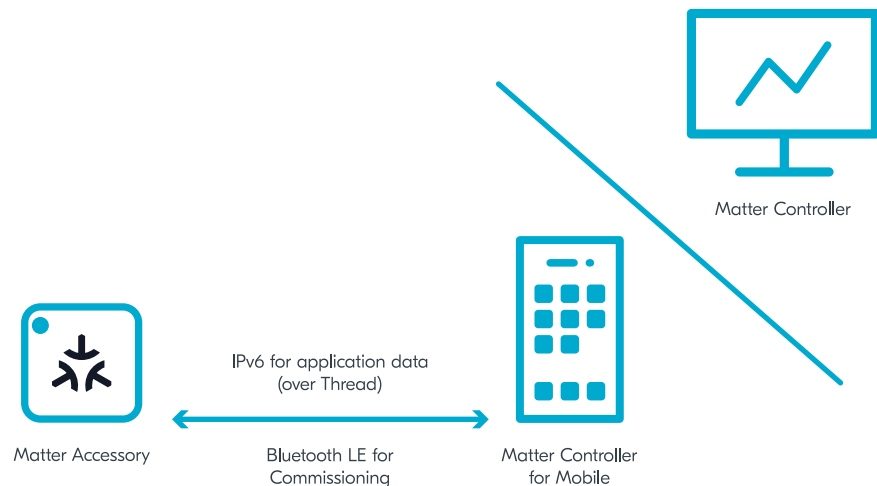 Matter Controller
IPv6 for application data
(over Thread)
Matter Accessory
Bluetooth LE for
Commissioning
Matter Controller
for Mobile